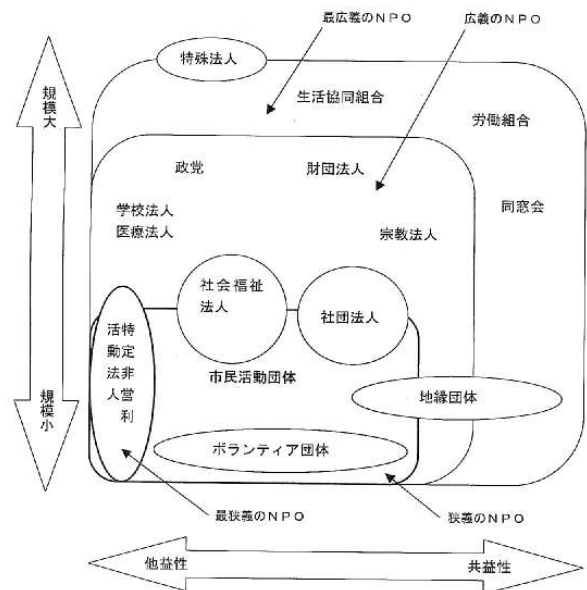 最広義のNPO
広義のNPO
特殊法人
生活協同組合
労働組合
規模大
政党
財団法人
同窓会
学校法人
医療法人
宗教法人
社会福祉
法人
社団法人
特定非営利
活動法人
市民活動団体
地縁団体
規模小
ボランティア団体
最狭義のNPO
狭義のNPO
他益性
共益性